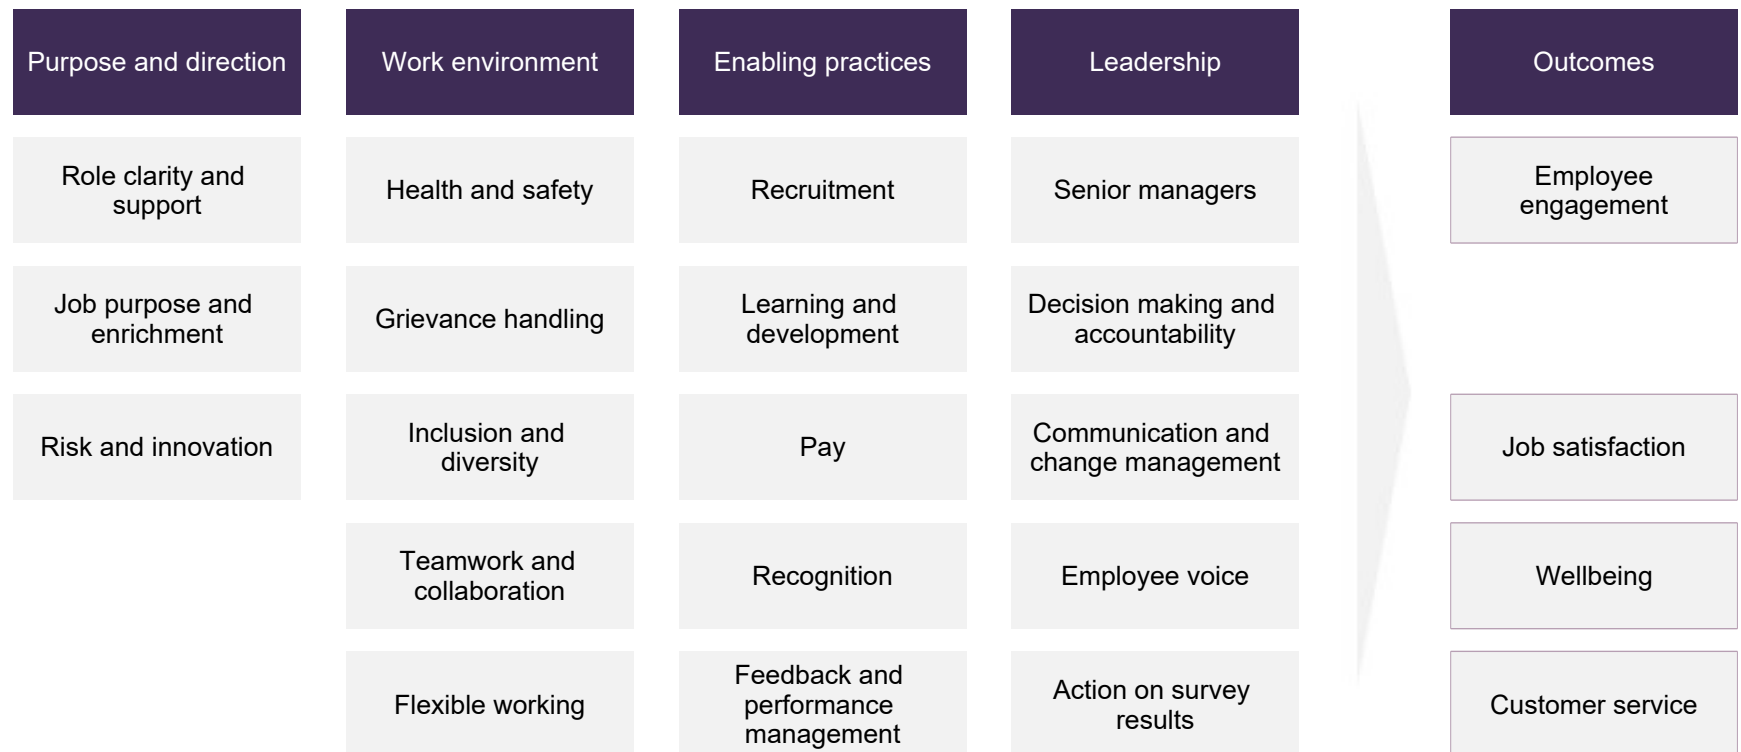 Purpose and direction
Work environment
Enabling practices
Leadership
Outcomes
Role clarity and
support
Health and safety
Recruitment
Senior managers
Employee
engagement
Job purpose and
enrichment
Grievance handling
Learning and
development
Decision making and
accountability
Risk and innovation
Inclusion and
diversity
Pay
Communication and
change management
Job satisfaction
Teamwork and
collaboration
Recognition
Employee voice
Wellbeing
Flexible working
Feedback and
performance
management
Action on survey
results
Customer service